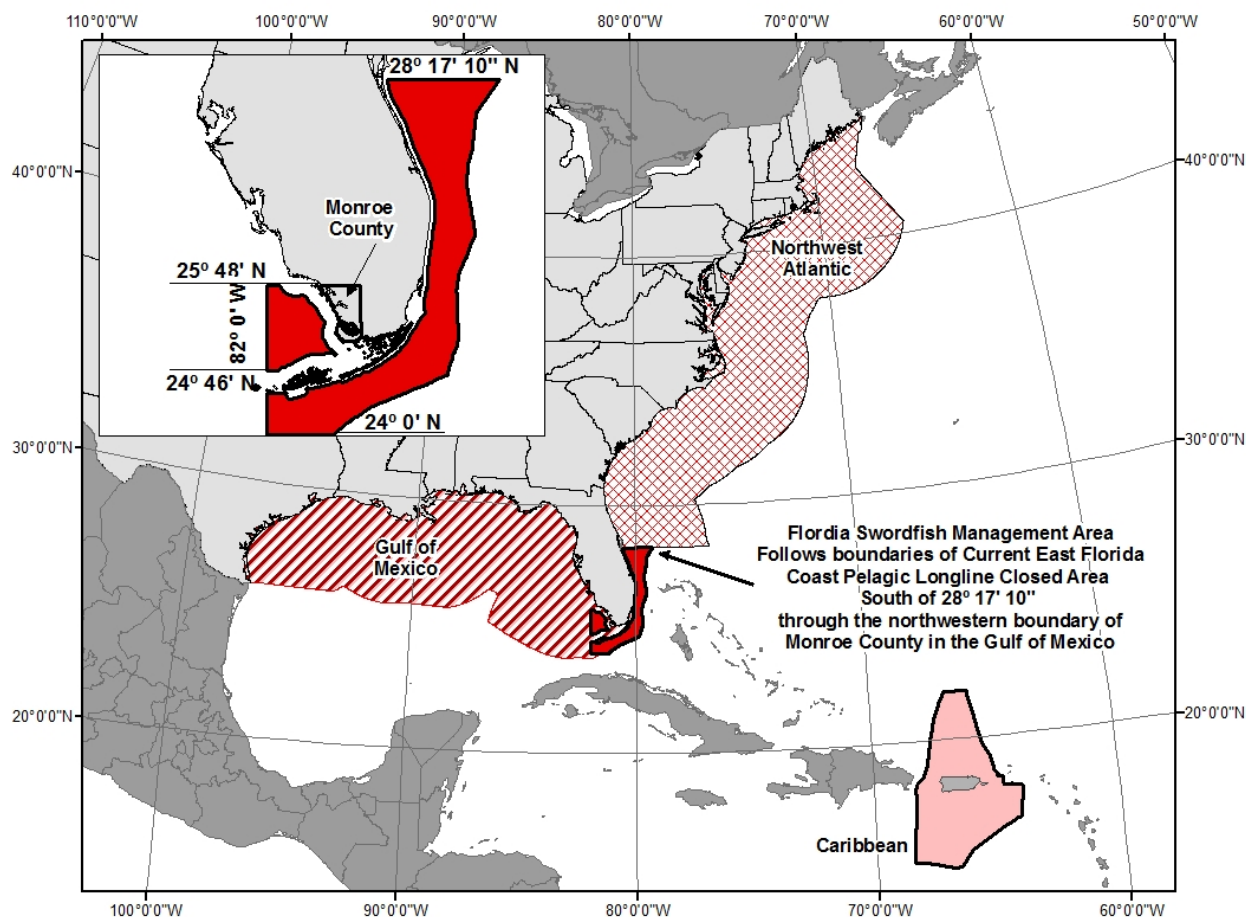 110°0'0"W
100°0'0"W
90°0'0"W
80°0'0"W
70°0'0"W
60°0'0"W
50°0'0"W
28º 17' 10" N
Monroe
County
25º 48' N
82º 0' W
24º 46' N
24º 0' N
40°0'0"N
40°0'0"N
Northwest
Atlantic
30°0'0"N
30°0'0"N
Gulf of
Mexico
Flordia Swordfish Management Area
Follows boundaries of Current East Florida
Coast Pelagic Longline Closed Area
South of 28º 17' 10"
through the northwestern boundary of
Monroe County in the Gulf of Mexico
20°0'0"N
20°0'0"N
Caribbean
100°0'0"W
90°0'0"W
80°0'0"W
70°0'0"W
60°0'0"W